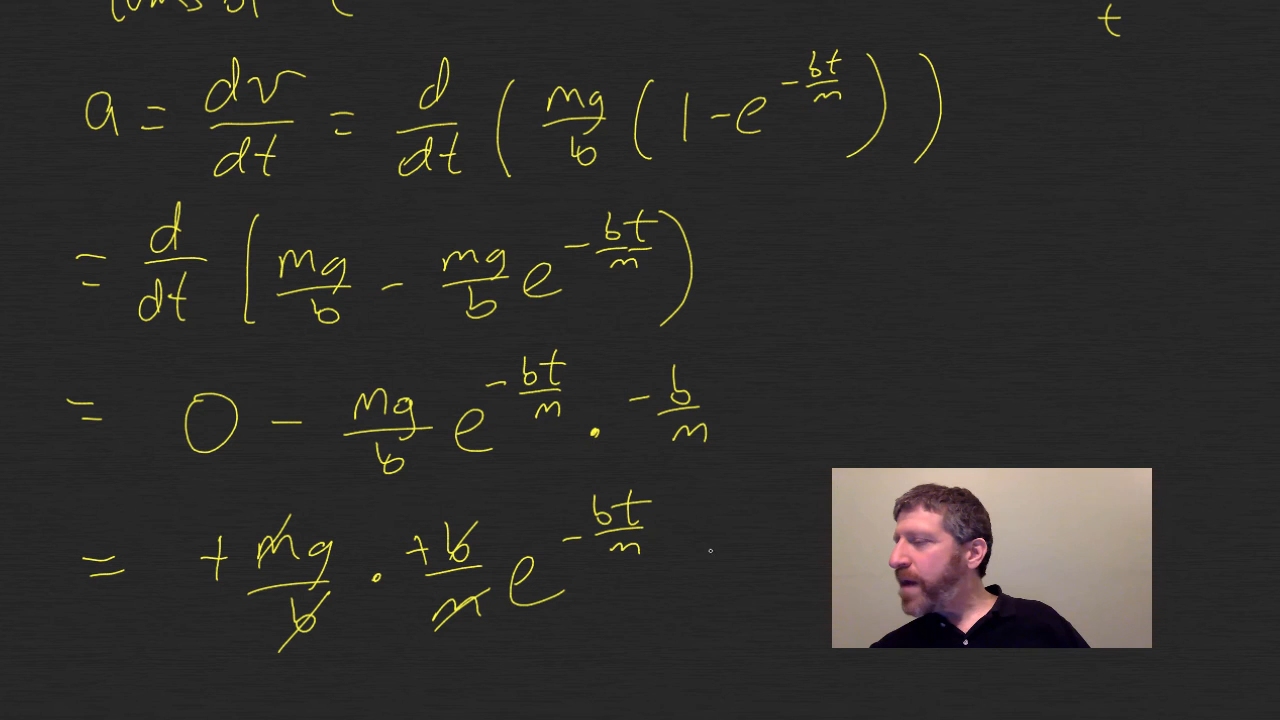 t
a = dv/dt = d/dt ( mg/b ( 1 - e^(-bt/m) ) )
= d/dt ( mg/b - mg/b e^(-bt/m) )
= 0 - mg/b e^(-bt/m) · -b/m
= + mg/b · +b/m e^(-bt/m)